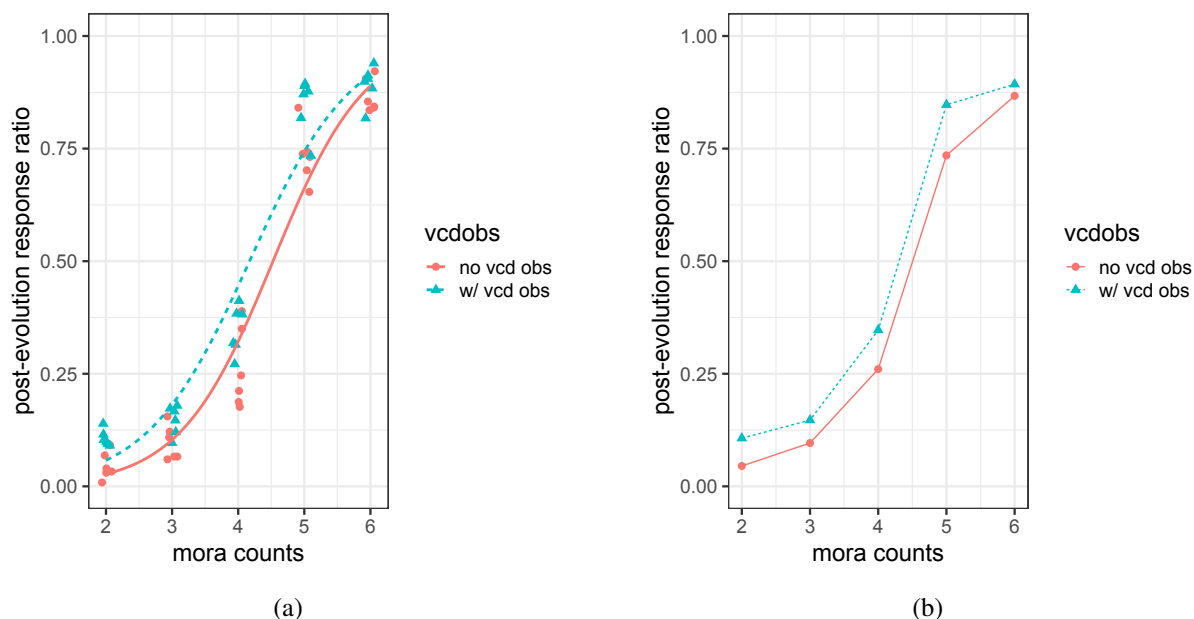 post-evolution response ratio
1.00
0.75
0.50
0.25
0.00
2 3 4 5 6
mora counts
vcdobs
no vcd obs
w/ vcd obs
(a)
post-evolution response ratio
1.00
0.75
0.50
0.25
0.00
2 3 4 5 6
mora counts
vcdobs
no vcd obs
w/ vcd obs
(b)